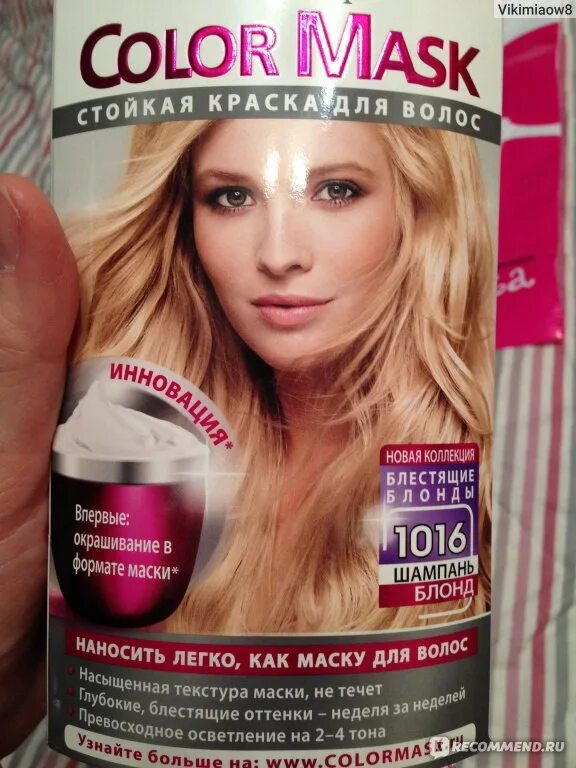 Vikimiaow8
COLOR MASK
СТОЙКАЯ КРАСКА ДЛЯ ВОЛОС
ИННОВАЦИЯ*
Впервые:
окрашивание в
формате маски*
НОВАЯ КОЛЛЕКЦИЯ
БЛЕСТЯЩИЕ
БЛОНДЫ
1016
ШАМПАНЬ
БЛОНД
НАНОСИТЬ ЛЕГКО, КАК МАСКУ ДЛЯ ВОЛОС
• Насыщенная текстура маски, не течет
• Глубокие, блестящие оттенки – неделя за неделей
• Превосходное осветление на 2–4 тона
Узнайте больше на: www.COLORMASK.ru
RECOMMEND.RU